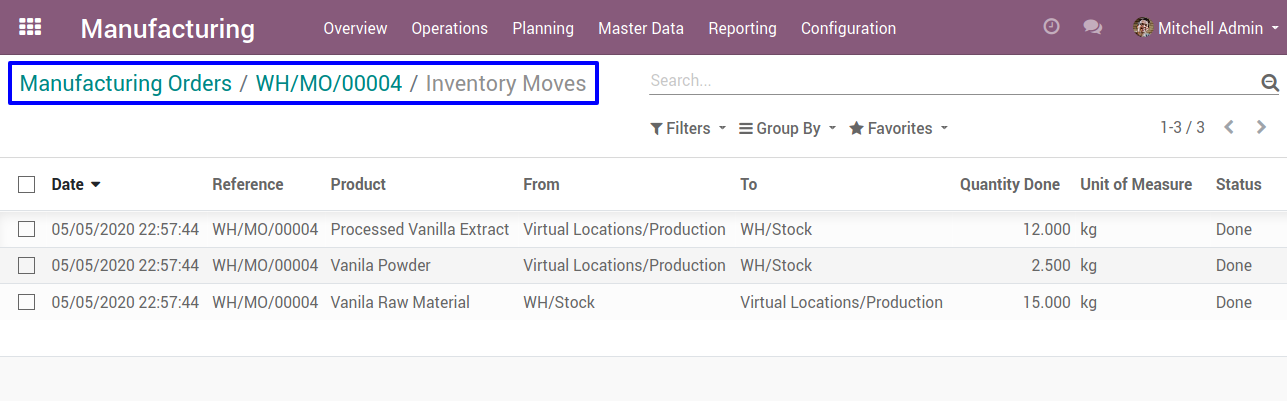 Manufacturing Overview Operations Planning Master Data Reporting Configuration Mitchell Admin
Manufacturing Orders / WH/MO/00004 / Inventory Moves Search...
Filters Group By Favorites 1-3 / 3
Date Reference Product From To Quantity Done Unit of Measure Status
05/05/2020 22:57:44 WH/MO/00004 Processed Vanilla Extract Virtual Locations/Production WH/Stock 12.000 kg Done
05/05/2020 22:57:44 WH/MO/00004 Vanila Powder Virtual Locations/Production WH/Stock 2.500 kg Done
05/05/2020 22:57:44 WH/MO/00004 Vanila Raw Material WH/Stock Virtual Locations/Production 15.000 kg Done